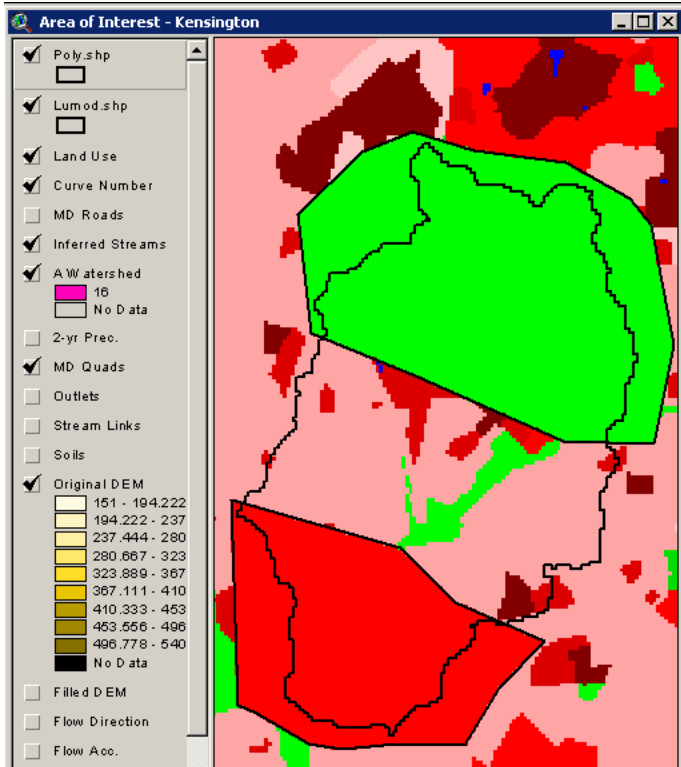 Area of Interest - Kensington
Poly.shp
Lumod.shp
Land Use
Curve Number
MD Roads
Inferred Streams
A Watershed
16
No Data
2-yr Prec.
MD Quads
Outlets
Stream Links
Soils
Original DEM
151 - 194.222
194.222 - 237
237.444 - 280
280.667 - 323
323.889 - 367
367.111 - 410
410.333 - 453
453.556 - 496
496.778 - 540
No Data
Filled DEM
Flow Direction
Flow Acc.